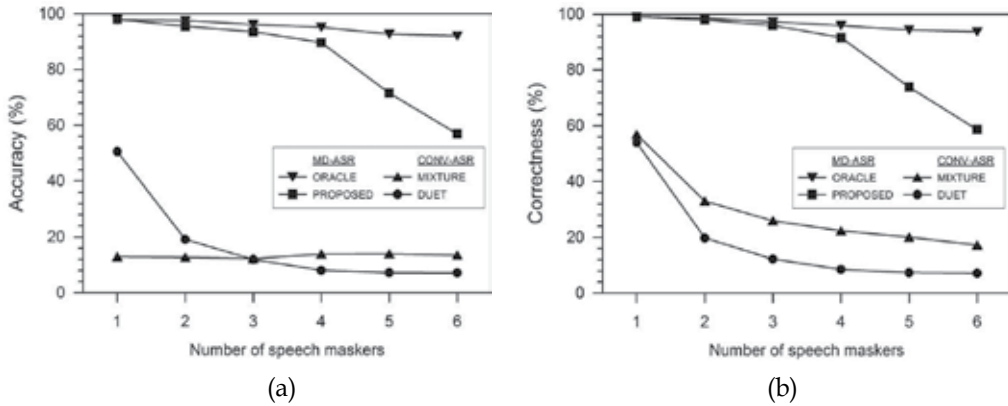 100
80
60
40
20
0
Accuracy (%)
MD-ASR CONV-ASR
ORACLE MIXTURE
PROPOSED DUET
1 2 3 4 5 6
Number of speech maskers
(a)
100
80
60
40
20
0
Correctness (%)
MD-ASR CONV-ASR
ORACLE MIXTURE
PROPOSED DUET
1 2 3 4 5 6
Number of speech maskers
(b)